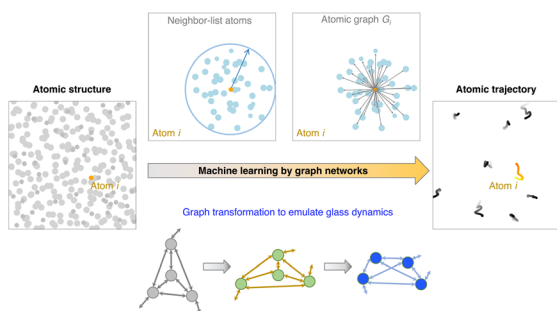 Neighbor-list atoms
Atomic graph Gᵢ
Atom i
Atom i
Atomic structure
Atomic trajectory
Atom i
Machine learning by graph networks
Atom i
Graph transformation to emulate glass dynamics